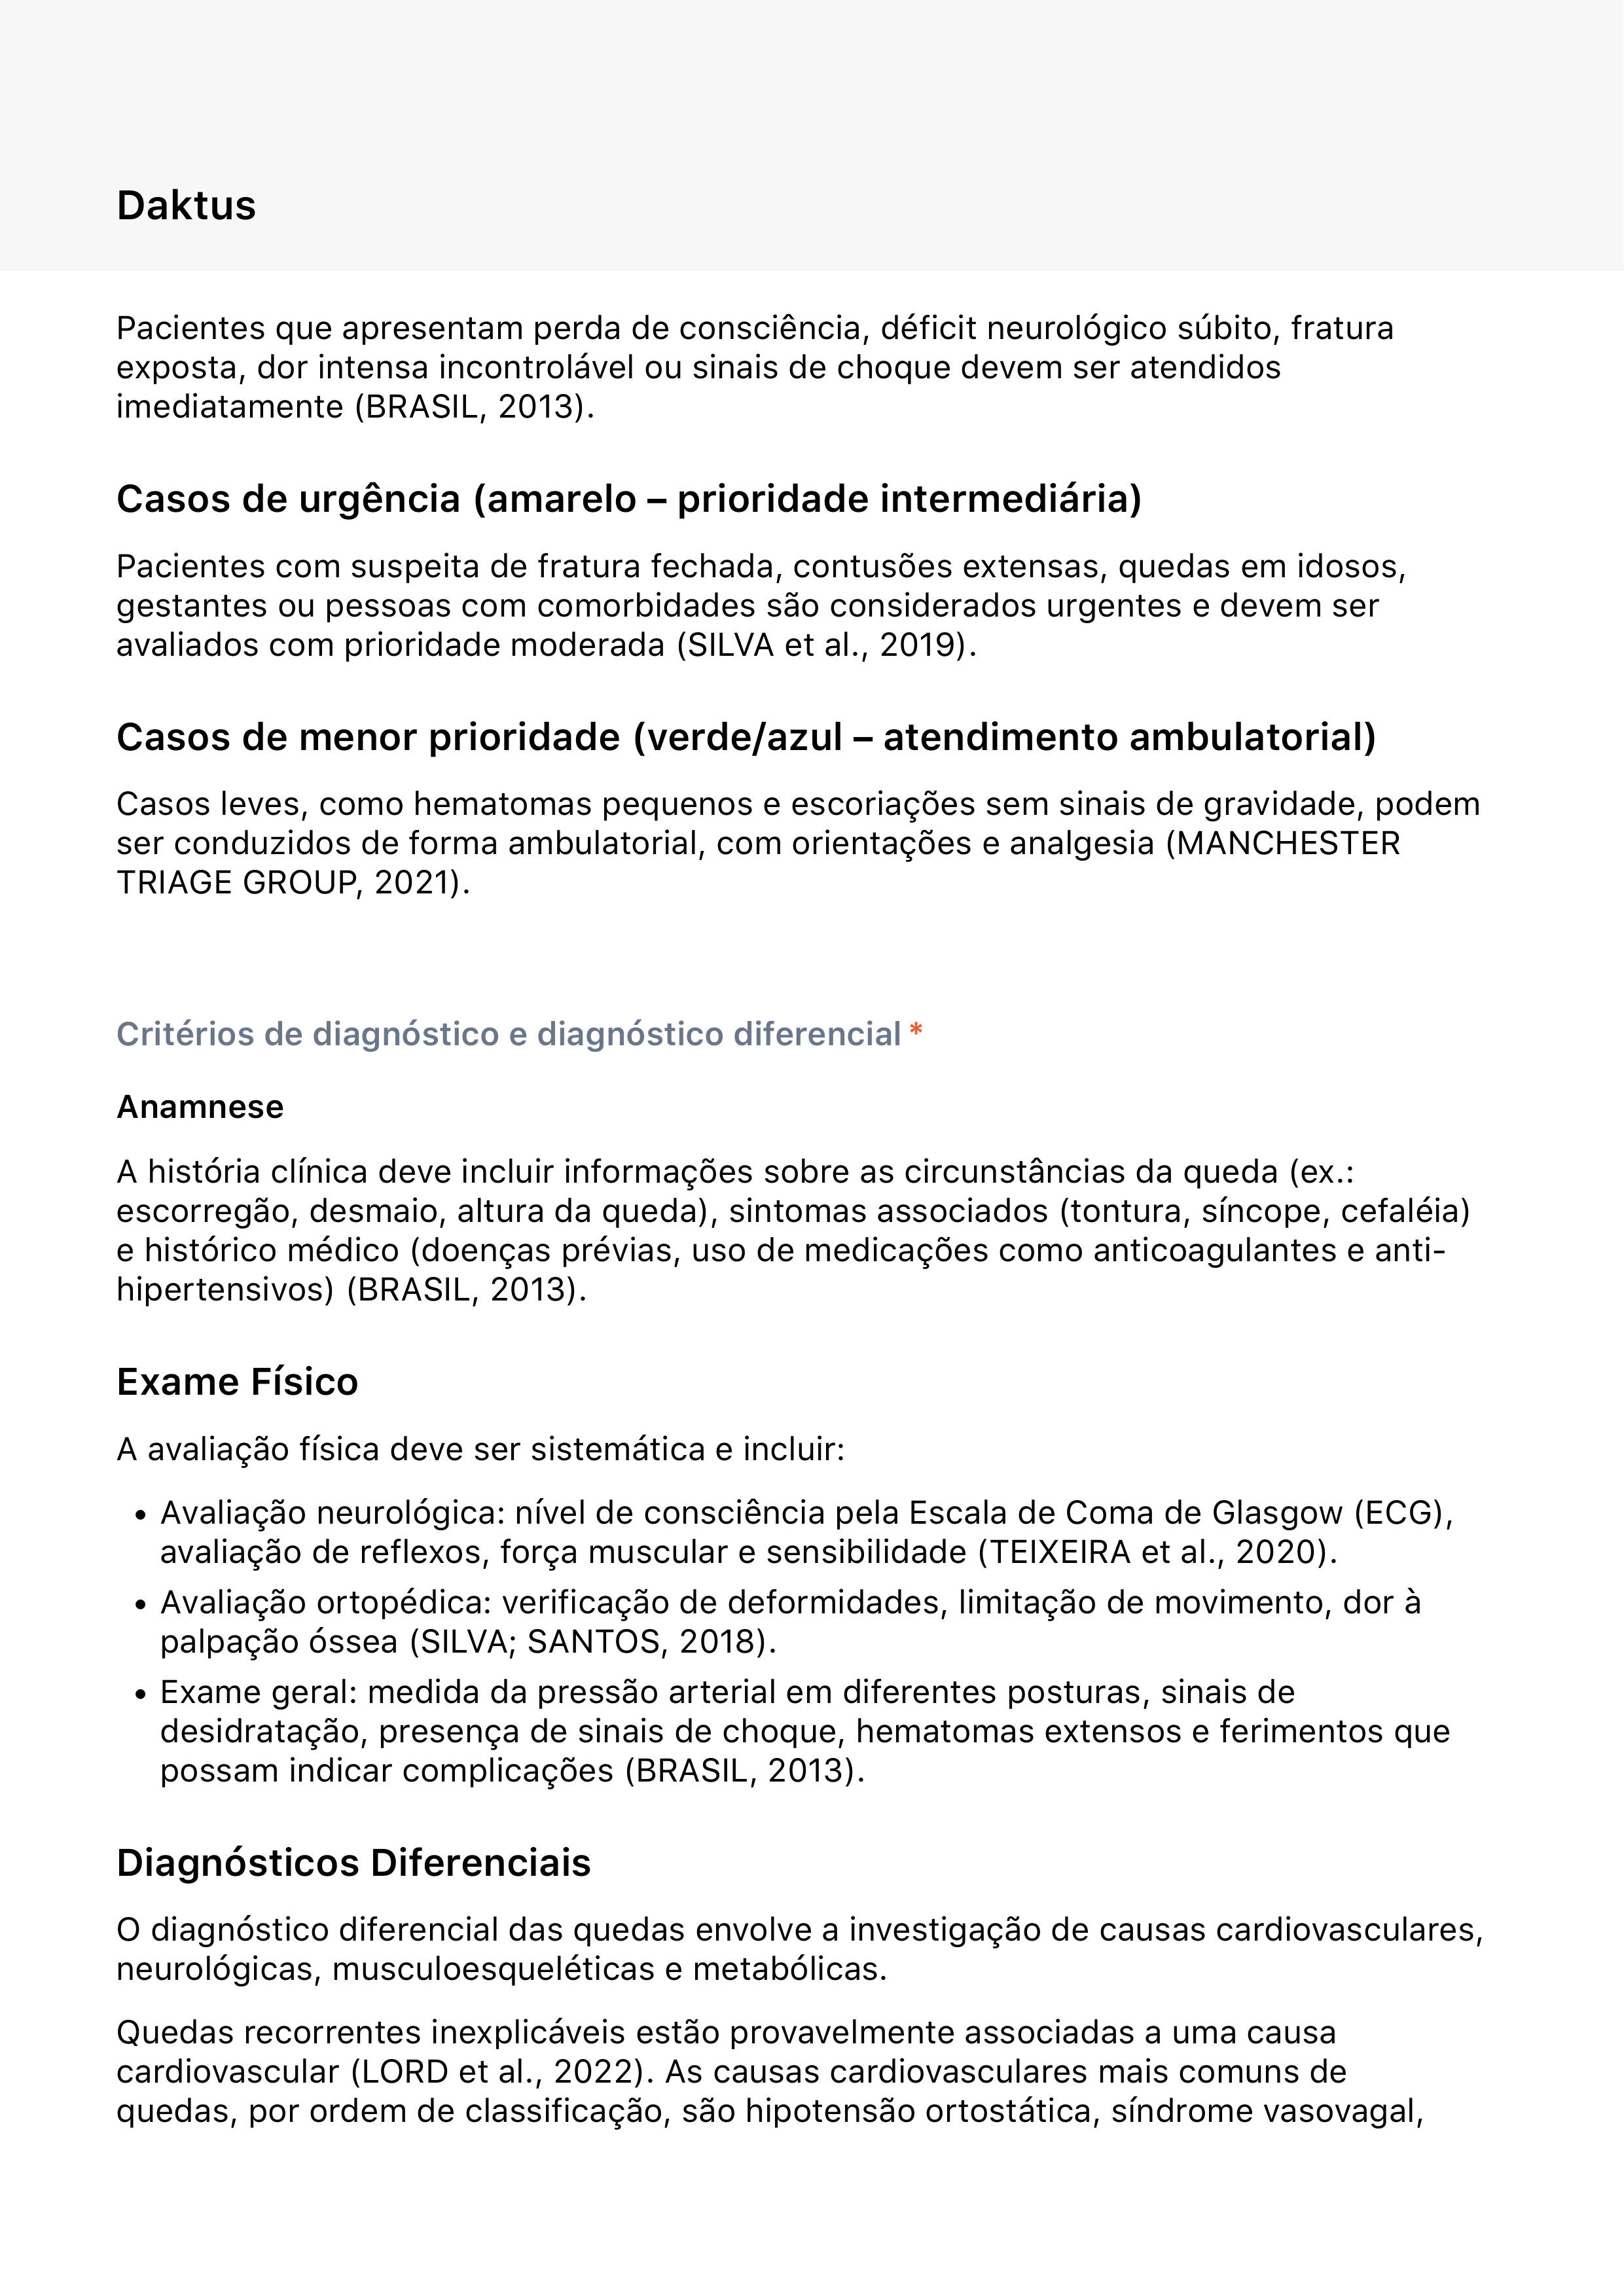 Daktus
Pacientes que apresentam perda de consciência, déficit neurológico súbito, fratura
exposta, dor intensa incontrolável ou sinais de choque devem ser atendidos
imediatamente (BRASIL, 2013).
Casos de urgência (amarelo – prioridade intermediária)
Pacientes com suspeita de fratura fechada, contusões extensas, quedas em idosos,
gestantes ou pessoas com comorbidades são considerados urgentes e devem ser
avaliados com prioridade moderada (SILVA et al., 2019).
Casos de menor prioridade (verde/azul – atendimento ambulatorial)
Casos leves, como hematomas pequenos e escoriações sem sinais de gravidade, podem
ser conduzidos de forma ambulatorial, com orientações e analgesia (MANCHESTER
TRIAGE GROUP, 2021).
Critérios de diagnóstico e diagnóstico diferencial *
Anamnese
A história clínica deve incluir informações sobre as circunstâncias da queda (ex.:
escorregão, desmaio, altura da queda), sintomas associados (tontura, síncope, cefaléia)
e histórico médico (doenças prévias, uso de medicações como anticoagulantes e anti-
hipertensivos) (BRASIL, 2013).
Exame Físico
A avaliação física deve ser sistemática e incluir:
• Avaliação neurológica: nível de consciência pela Escala de Coma de Glasgow (ECG),
avaliação de reflexos, força muscular e sensibilidade (TEIXEIRA et al., 2020).
• Avaliação ortopédica: verificação de deformidades, limitação de movimento, dor à
palpação óssea (SILVA; SANTOS, 2018).
• Exame geral: medida da pressão arterial em diferentes posturas, sinais de
desidratação, presença de sinais de choque, hematomas extensos e ferimentos que
possam indicar complicações (BRASIL, 2013).
Diagnósticos Diferenciais
O diagnóstico diferencial das quedas envolve a investigação de causas cardiovasculares,
neurológicas, musculoesqueléticas e metabólicas.
Quedas recorrentes inexplicáveis estão provavelmente associadas a uma causa
cardiovascular (LORD et al., 2022). As causas cardiovasculares mais comuns de
quedas, por ordem de classificação, são hipotensão ortostática, síndrome vasovagal,